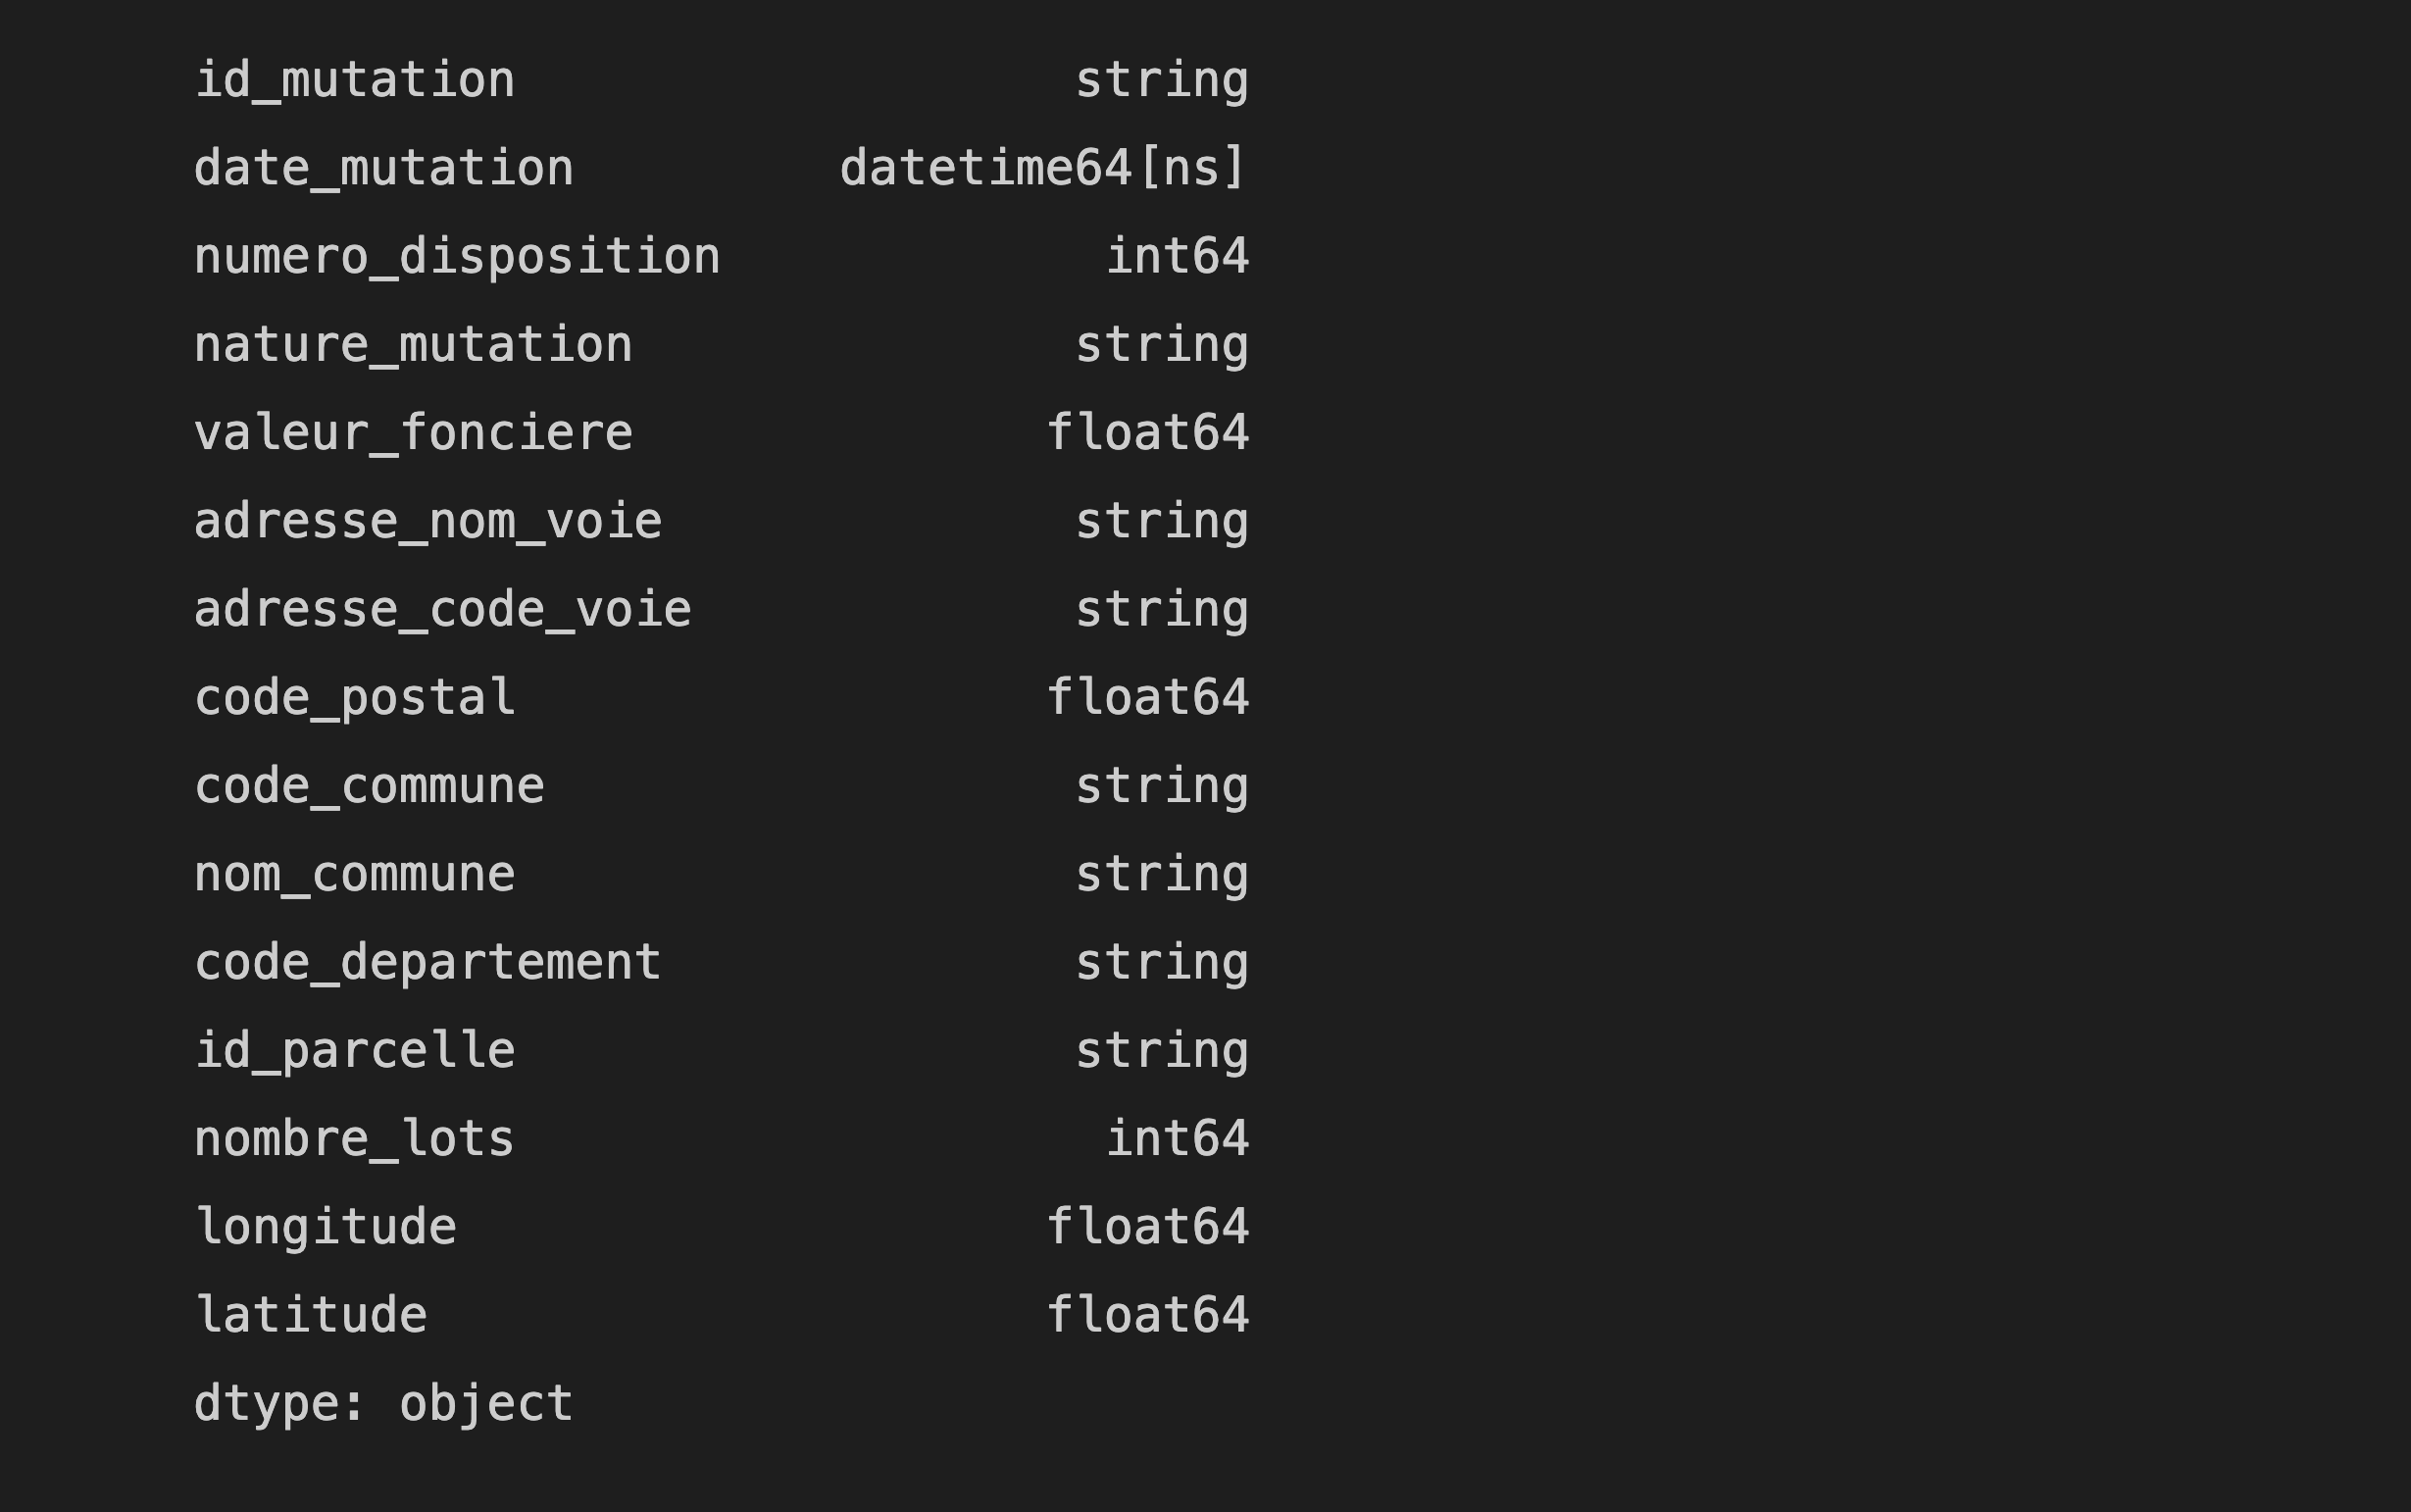 id_mutation                   string
date_mutation         datetime64[ns]
numero_disposition             int64
nature_mutation               string
valeur_fonciere              float64
adresse_nom_voie              string
adresse_code_voie             string
code_postal                  float64
code_commune                  string
nom_commune                   string
code_departement              string
id_parcelle                   string
nombre_lots                    int64
longitude                    float64
latitude                     float64
dtype: object